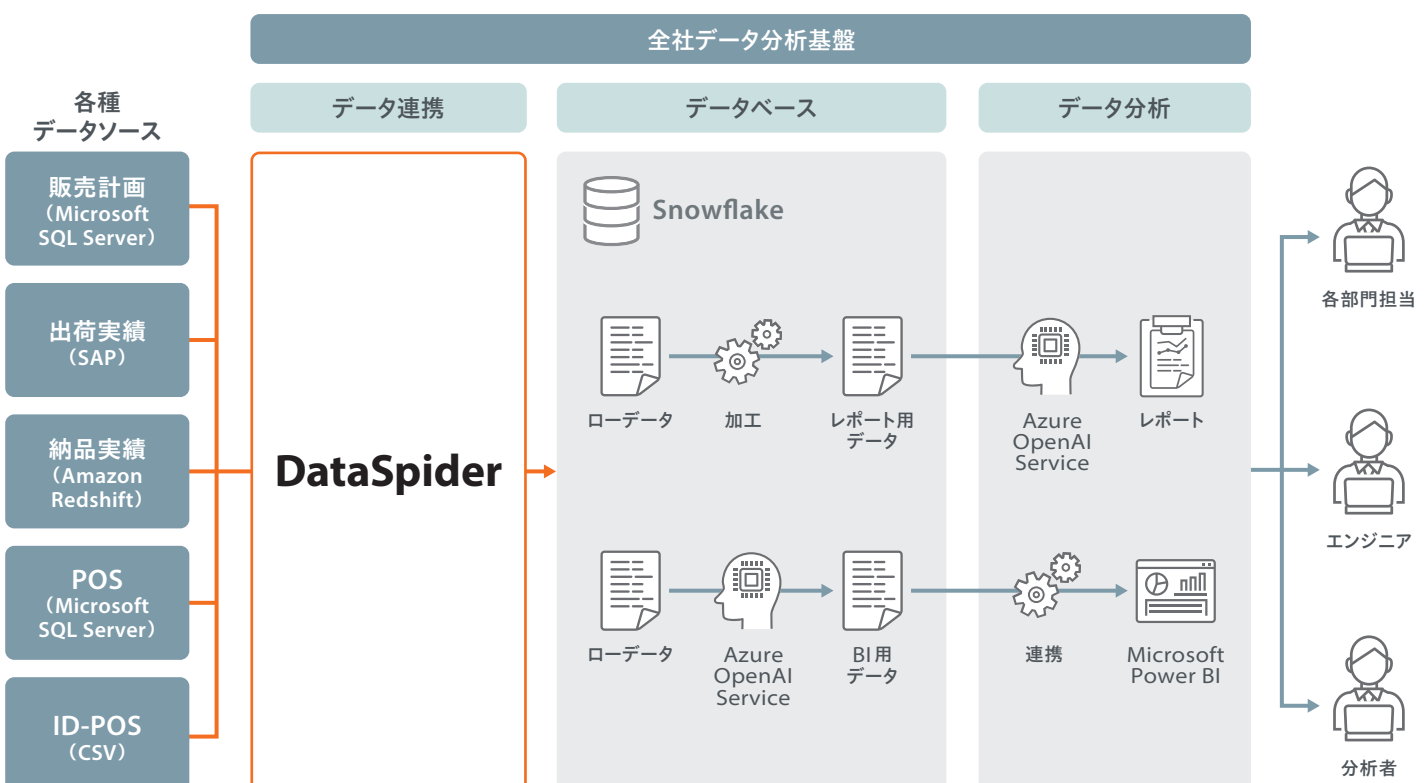 全社データ分析基盤
各種
データソース
データ連携
データベース
データ分析
販売計画
（Microsoft
SQL Server）
出荷実績
（SAP）
納品実績
（Amazon
Redshift）
POS
（Microsoft
SQL Server）
ID-POS
（CSV）
DataSpider
Snowflake
ローデータ
加工
レポート用
データ
Azure
OpenAI
Service
レポート
ローデータ
Azure
OpenAI
Service
BI用
データ
連携
Microsoft
Power BI
各部門担当
エンジニア
分析者